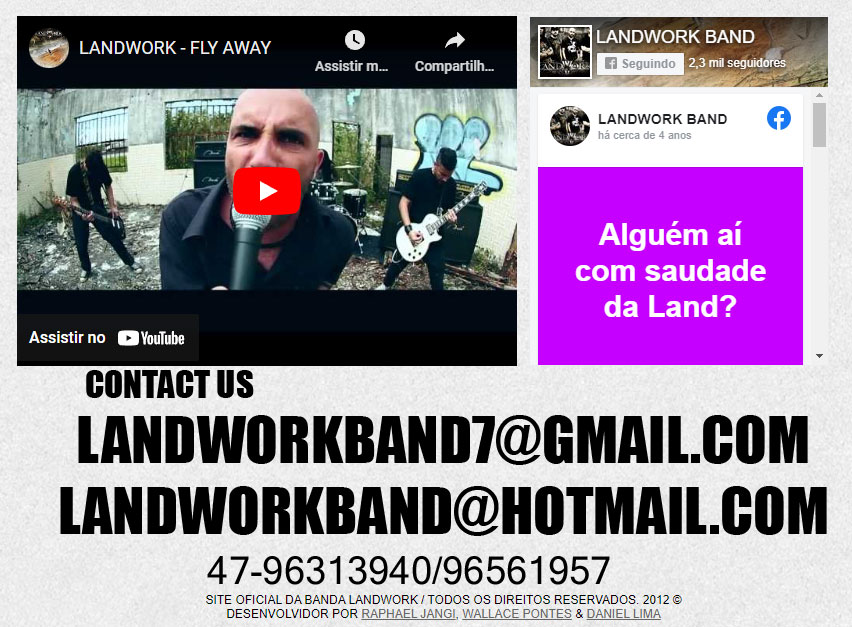 LANDWORK - FLY AWAY
Assistir m...
Compartilh...
Assistir no YouTube
LANDWORK BAND
Seguindo
2,3 mil seguidores
LANDWORK BAND
há cerca de 4 anos
Alguém aí
com saudade
da Land?
CONTACT US
LANDWORKBAND7@GMAIL.COM
LANDWORKBAND@HOTMAIL.COM
47-96313940/96561957
SITE OFICIAL DA BANDA LANDWORK / TODOS OS DIREITOS RESERVADOS. 2012 ©
DESENVOLVIDOR POR RAPHAEL JANGI, WALLACE PONTES & DANIEL LIMA